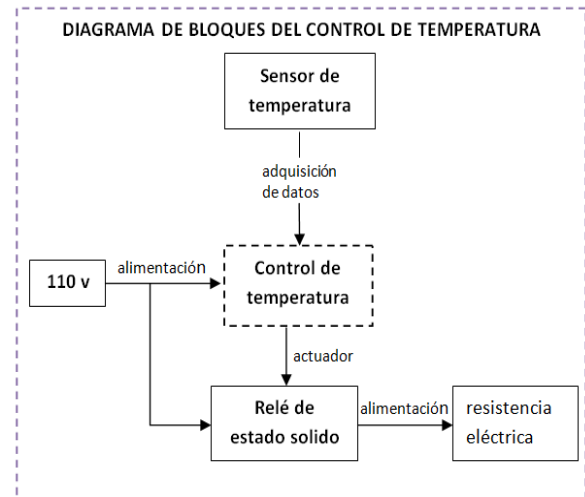 DIAGRAMA DE BLOQUES DEL CONTROL DE TEMPERATURA
Sensor de
temperatura
adquisición
de datos
110 v
alimentación
Control de
temperatura
actuador
Relé de
estado solido
alimentación
resistencia
eléctrica